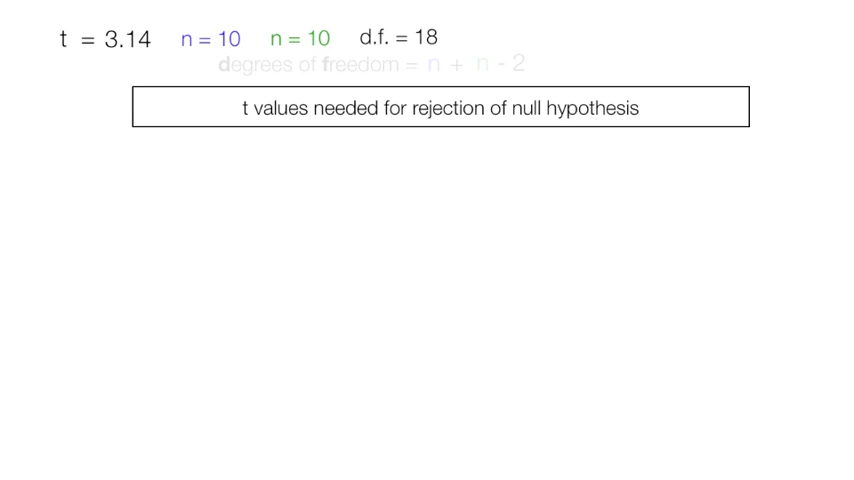 t = 3.14 n = 10 n = 10 d.f. = 18
degrees of freedom = n + n - 2
t values needed for rejection of null hypothesis